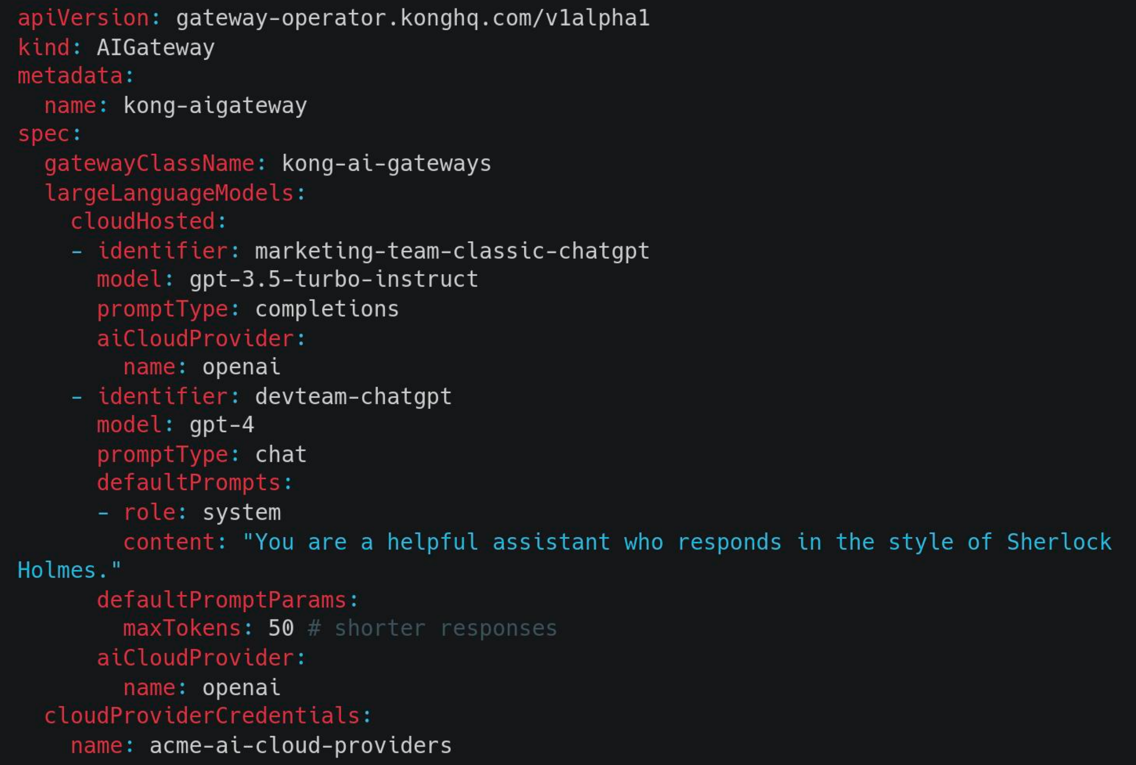 apiVersion: gateway-operator.konghq.com/v1alpha1
kind: AIGateway
metadata:
  name: kong-aigateway
spec:
  gatewayClassName: kong-ai-gateways
  largeLanguageModels:
    cloudHosted:
    - identifier: marketing-team-classic-chatgpt
      model: gpt-3.5-turbo-instruct
      promptType: completions
      aiCloudProvider:
        name: openai
    - identifier: devteam-chatgpt
      model: gpt-4
      promptType: chat
      defaultPrompts:
      - role: system
        content: "You are a helpful assistant who responds in the style of Sherlock
Holmes."
      defaultPromptParams:
        maxTokens: 50 # shorter responses
      aiCloudProvider:
        name: openai
  cloudProviderCredentials:
    name: acme-ai-cloud-providers